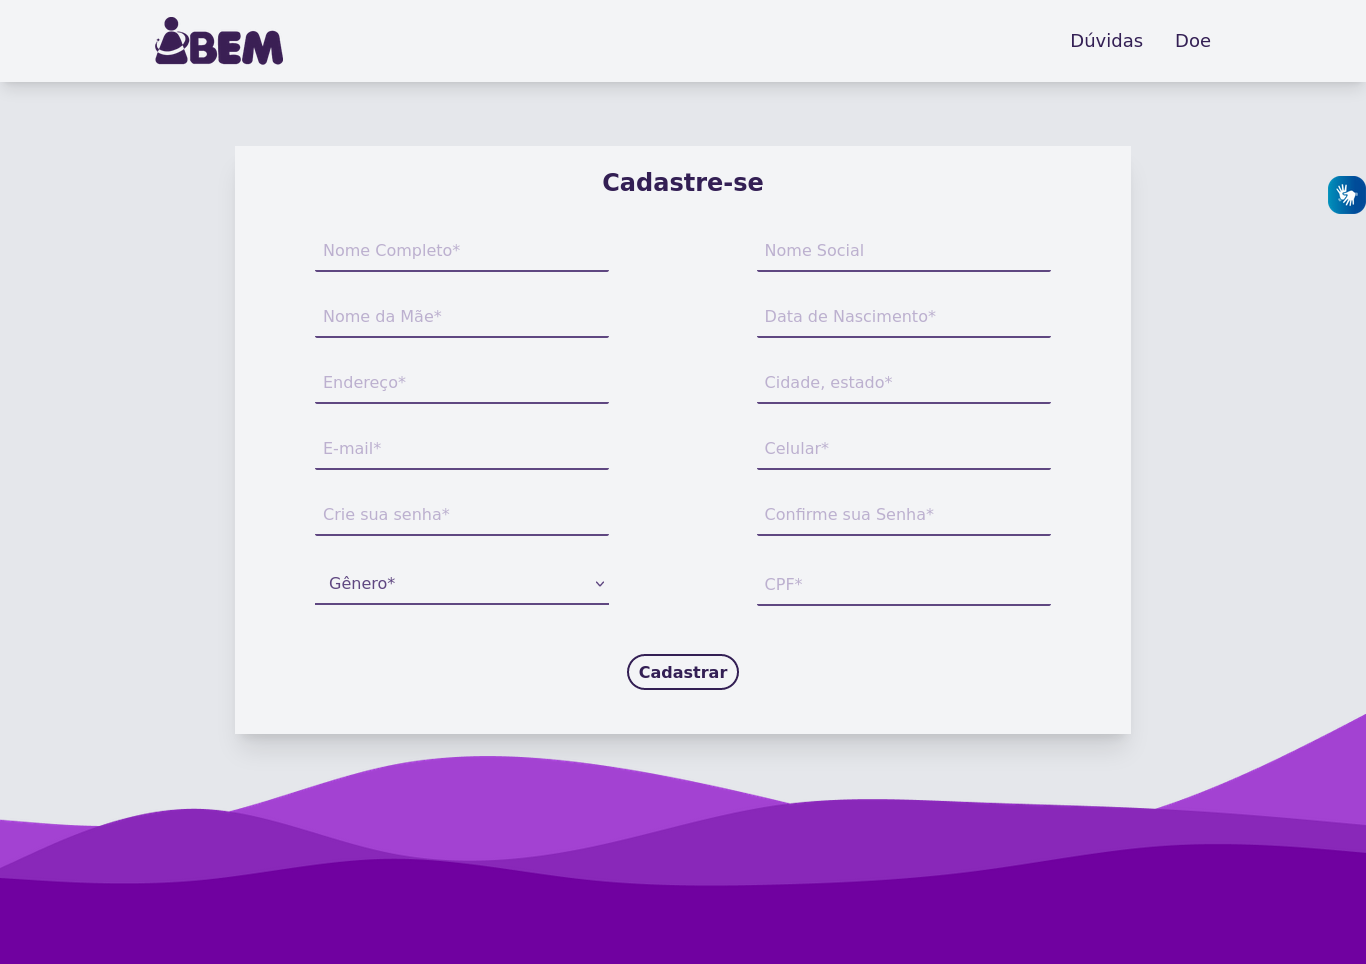 BEM
Dúvidas
Doe
Cadastre-se
Nome Completo*
Nome Social
Nome da Mãe*
Data de Nascimento*
Endereço*
Cidade, estado*
E-mail*
Celular*
Crie sua senha*
Confirme sua Senha*
Gênero*
CPF*
Cadastrar